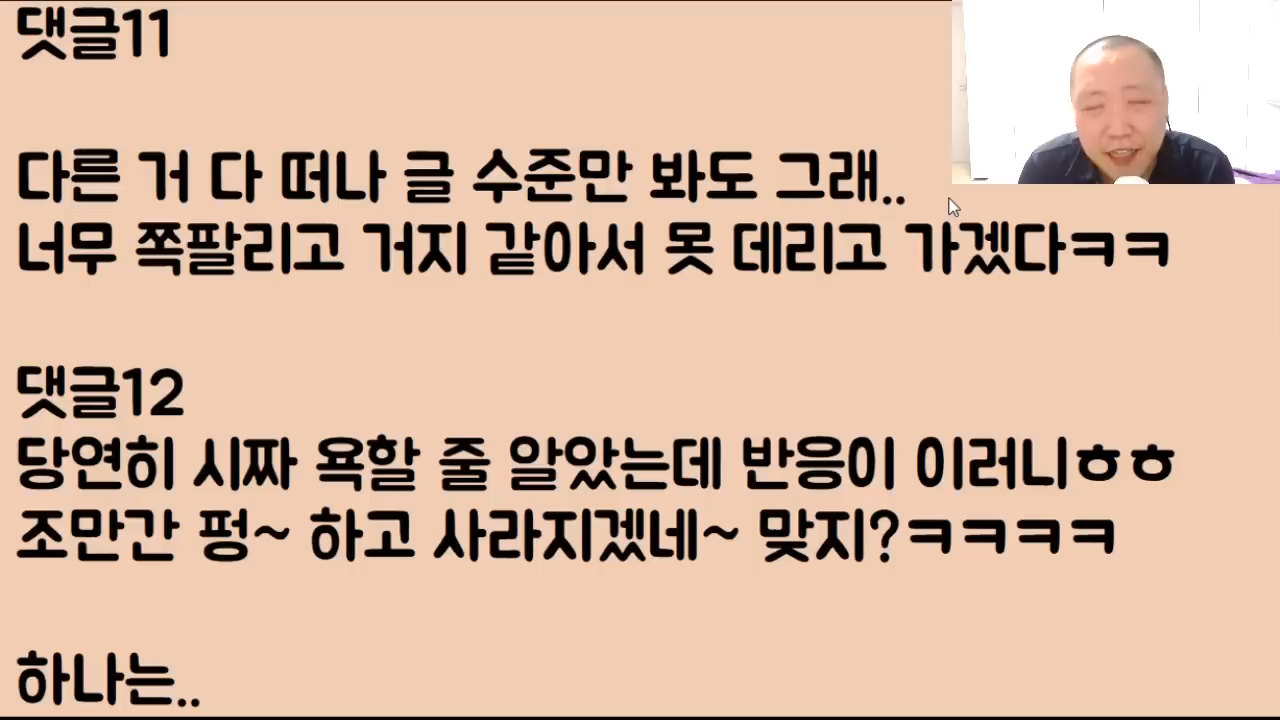 댓글11
다른 거 다 떠나 글 수준만 봐도 그래..
너무 쪽팔리고 거지 같아서 못 데리고 가겠다ㅋㅋ
댓글12
당연히 시짜 욕할 줄 알았는데 반응이 이러니ㅎㅎ
조만간 펑~ 하고 사라지겠네~ 맞지?ㅋㅋㅋㅋ
하나는..